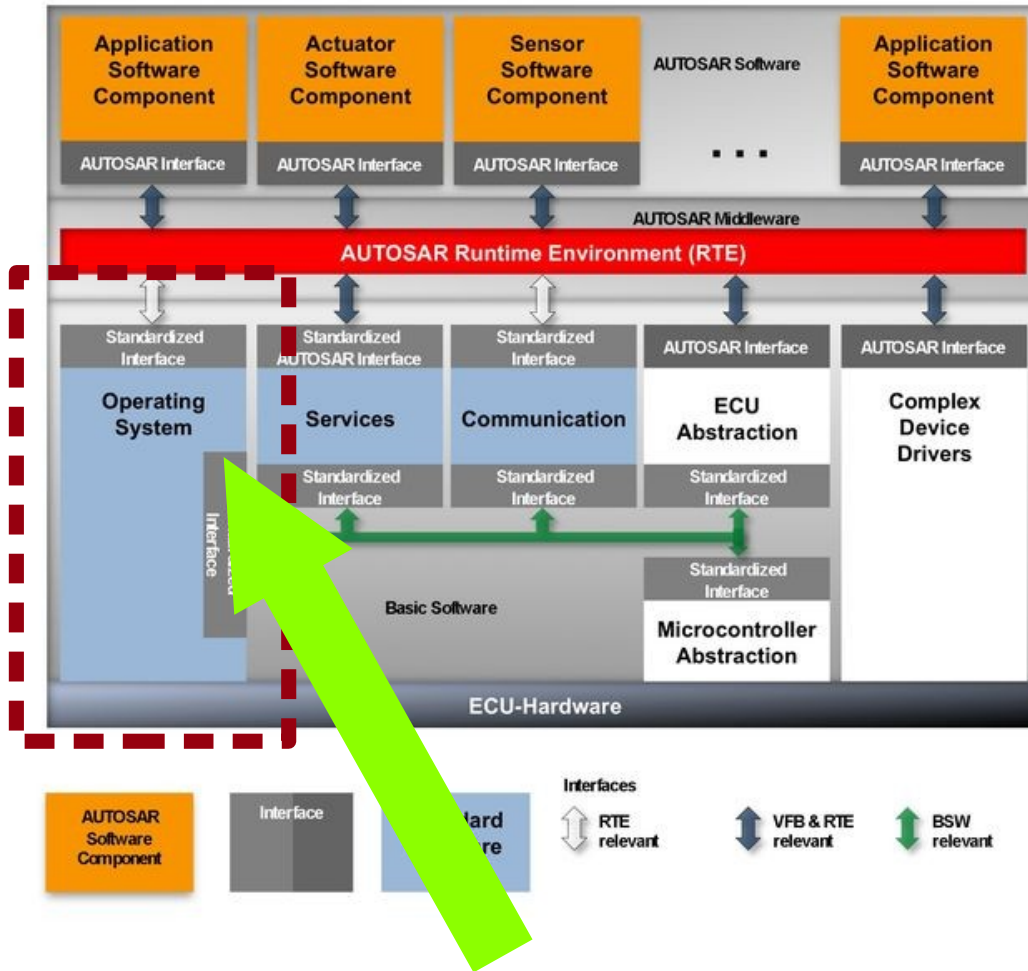 Application
Software
Component
AUTOSAR Interface
Actuator
Software
Component
AUTOSAR Interface
Sensor
Software
Component
AUTOSAR Interface
AUTOSAR Software
...
Application
Software
Component
AUTOSAR Interface
AUTOSAR Middleware
AUTOSAR Runtime Environment (RTE)
Standardized
Interface
Operating
System
Interface
Standardized
AUTOSAR Interface
Services
Standardized
Interface
Standardized
Interface
Communication
Standardized
Interface
AUTOSAR Interface
ECU
Abstraction
Standardized
Interface
Standardized
Interface
Microcontroller
Abstraction
AUTOSAR Interface
Complex
Device
Drivers
Basic Software
ECU-Hardware
AUTOSAR
Software
Component
Interface
Interfaces
RTE
relevant
VFB & RTE
relevant
BSW
relevant